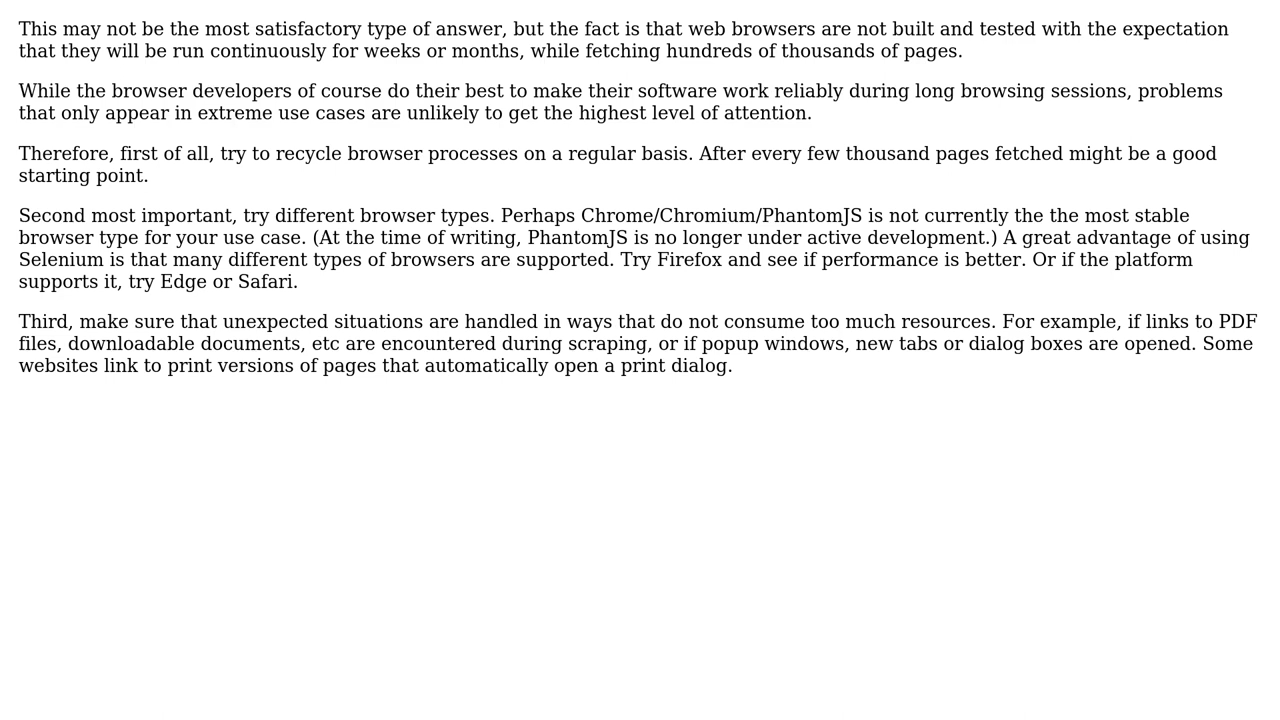 This may not be the most satisfactory type of answer, but the fact is that web browsers are not built and tested with the expectation
that they will be run continuously for weeks or months, while fetching hundreds of thousands of pages.
While the browser developers of course do their best to make their software work reliably during long browsing sessions, problems
that only appear in extreme use cases are unlikely to get the highest level of attention.
Therefore, first of all, try to recycle browser processes on a regular basis. After every few thousand pages fetched might be a good
starting point.
Second most important, try different browser types. Perhaps Chrome/Chromium/PhantomJS is not currently the the most stable
browser type for your use case. (At the time of writing, PhantomJS is no longer under active development.) A great advantage of using
Selenium is that many different types of browsers are supported. Try Firefox and see if performance is better. Or if the platform
supports it, try Edge or Safari.
Third, make sure that unexpected situations are handled in ways that do not consume too much resources. For example, if links to PDF
files, downloadable documents, etc are encountered during scraping, or if popup windows, new tabs or dialog boxes are opened. Some
websites link to print versions of pages that automatically open a print dialog.